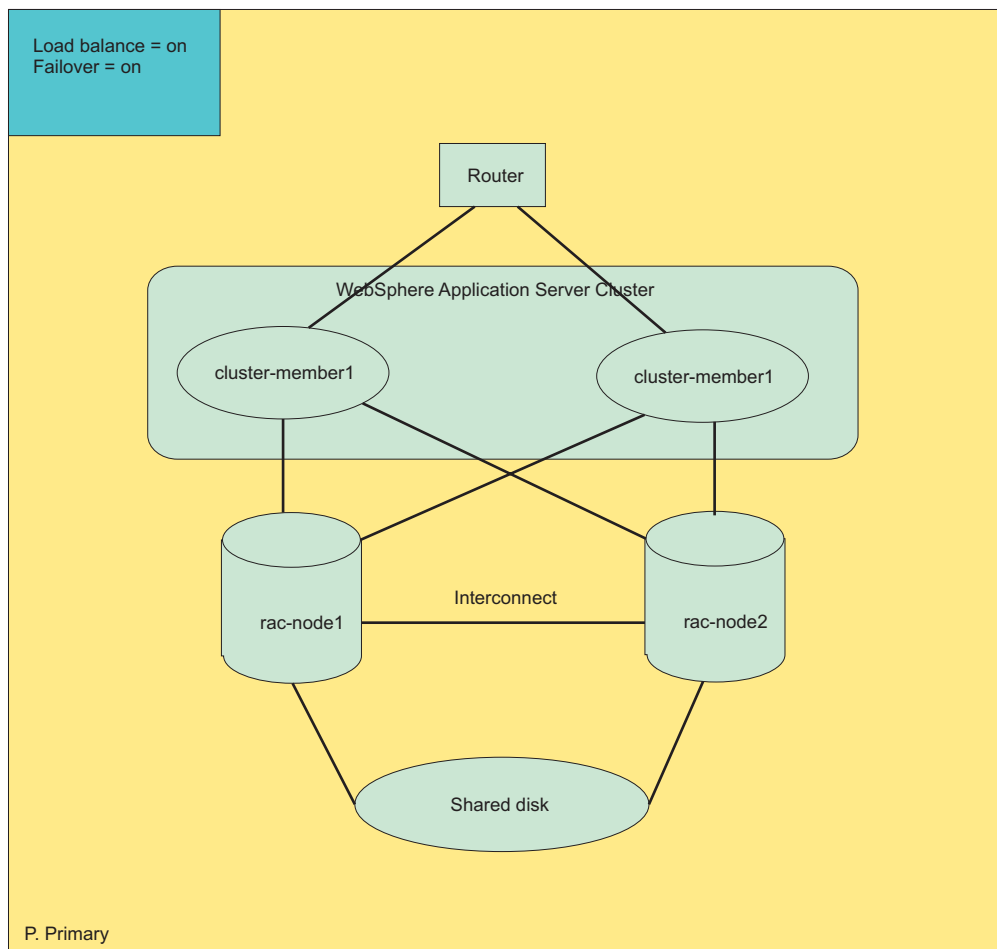 Load balance = on
Failover = on
Router
WebSphere Application Server Cluster
cluster-member1
cluster-member1
rac-node1
Interconnect
rac-node2
Shared disk
P. Primary